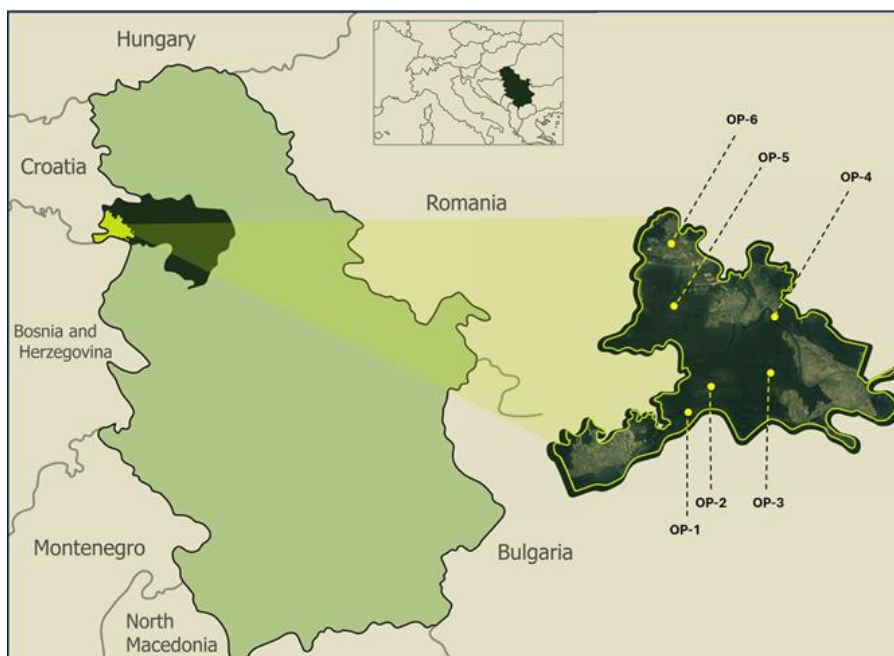 Hungary
OP-6
OP-5
Croatia
OP-4
Romania
Bosnia and
Herzegovina
OP-2
OP-3
OP-1
Montenegro
Bulgaria
North
Macedonia